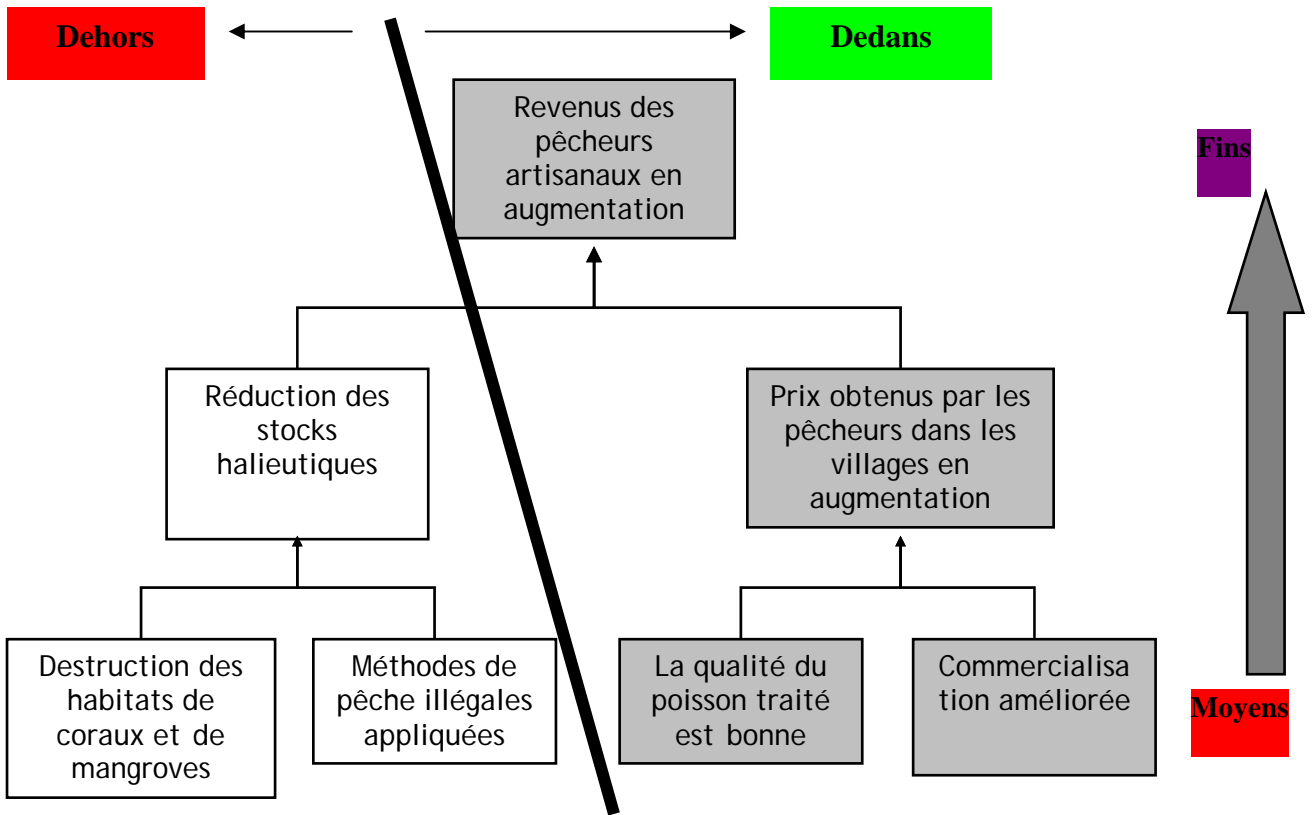 Dehors
Dedans
Revenus des
pêcheurs
artisanaux en
augmentation
Fins
Réduction des
stocks
halieutiques
Prix obtenus par les
pêcheurs dans les
villages en
augmentation
Destruction des
habitats de
coraux et de
mangroves
Méthodes de
pêche illégales
appliquées
La qualité du
poisson traité
est bonne
Commercialisa
tion améliorée
Moyens